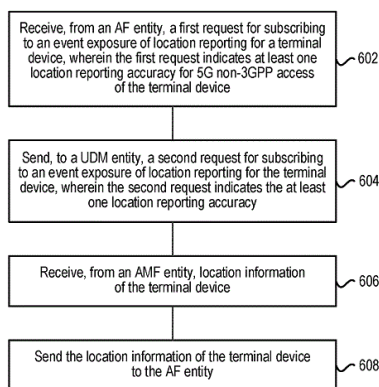 Receive, from an AF entity, a first request for subscribing
to an event exposure of location reporting for a terminal
device, wherein the first request indicates at least one
location reporting accuracy for 5G non-3GPP access
of the terminal device
602
Send, to a UDM entity, a second request for subscribing
to an event exposure of location reporting for the terminal
device, wherein the second request indicates the at least
one location reporting accuracy
604
Receive, from an AMF entity, location information
of the terminal device
606
Send the location information of the terminal device
to the AF entity
608